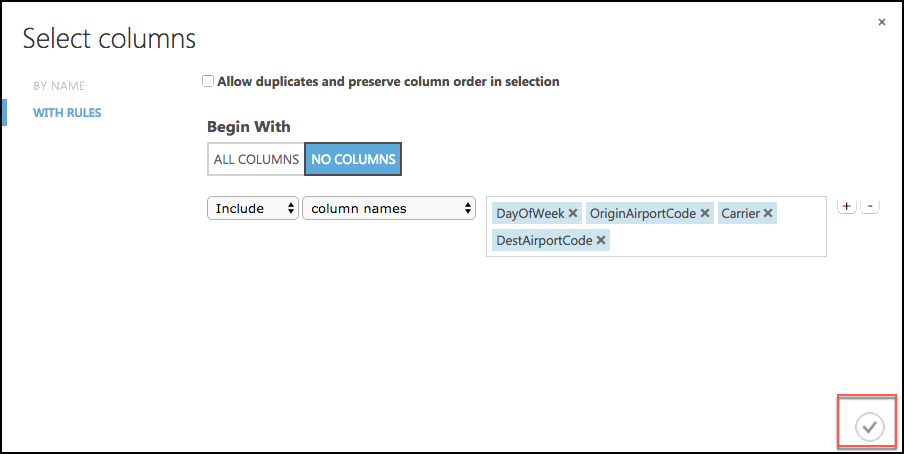 Select columns
×
BY NAME
WITH RULES
Allow duplicates and preserve column order in selection
Begin With
ALL COLUMNS NO COLUMNS
Include column names DayOfWeek × OriginAirportCode × Carrier × + -
DestAirportCode ×